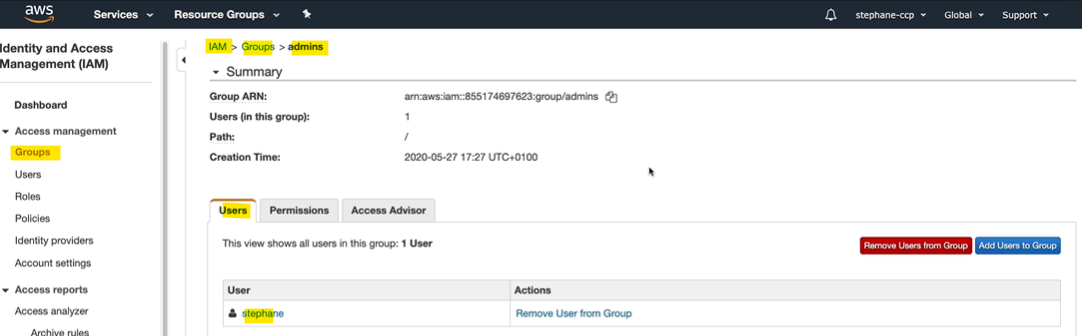 aws
Services
Resource Groups
stephane-ccp
Global
Support
Identity and Access
Management (IAM)
Dashboard
Access management
Groups
Users
Roles
Policies
Identity providers
Account settings
Access reports
Access analyzer
Archive rules
IAM > Groups > admins
Summary
Group ARN: arn:aws:iam::855174697623:group/admins
Users (in this group): 1
Path: /
Creation Time: 2020-05-27 17:27 UTC+0100
Users Permissions Access Advisor
This view shows all users in this group: 1 User
Remove Users from Group Add Users to Group
User Actions
stephane Remove User from Group